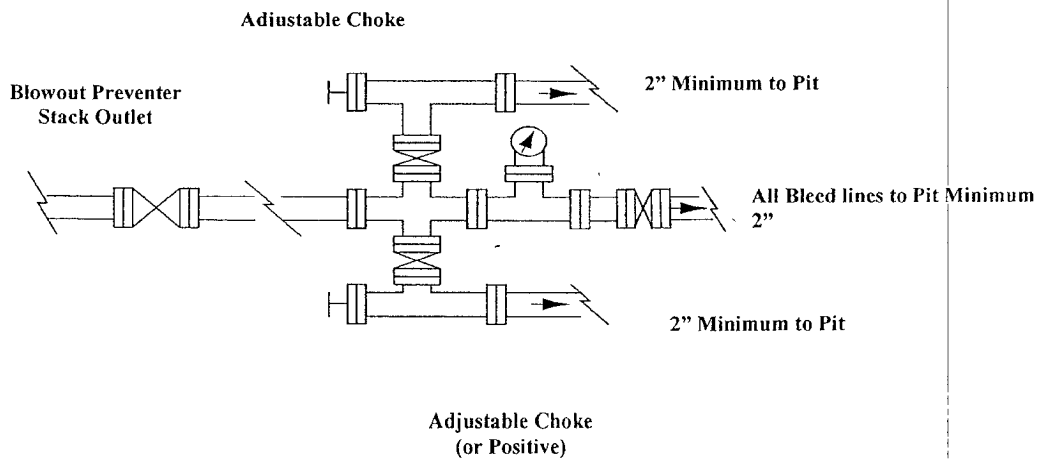 Adiustable Choke
Blowout Preventer
Stack Outlet
2” Minimum to Pit
All Bleed lines to Pit Minimum
2”
2” Minimum to Pit
Adjustable Choke
(or Positive)